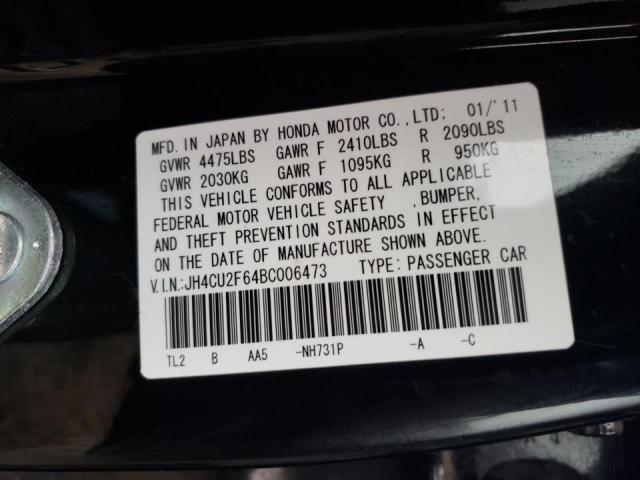 MFD. IN JAPAN BY HONDA MOTOR CO.,LTD: 01/'11
GVWR 4475LBS GAWR F 2410LBS R 2090LBS
GVWR 2030KG GAWR F 1095KG R 950KG
THIS VEHICLE CONFORMS TO ALL APPLICABLE
FEDERAL MOTOR VEHICLE SAFETY ,BUMPER,
AND THEFT PREVENTION STANDARDS IN EFFECT
ON THE DATE OF MANUFACTURE SHOWN ABOVE.
V.I.N:JH4CU2F64BC006473 TYPE: PASSENGER CAR
TL2 B AA5 -NH731P -A -C